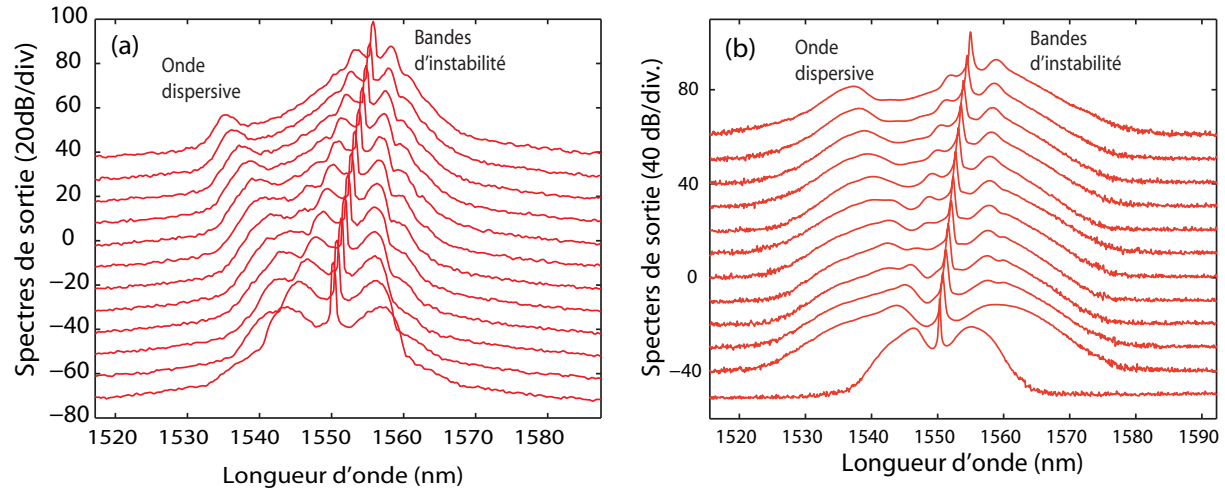 (a)
Onde
dispersive
Bandes
d'instabilité
Spectres de sortie (20dB/div)
100
80
60
40
20
0
−20
−40
−60
−80
1520 1530 1540 1550 1560 1570 1580
Longueur d'onde (nm)
(b)
Onde
dispersive
Bandes
d'instabilité
Specters de sortie (40 dB/div.)
80
40
0
−40
1520 1530 1540 1550 1560 1570 1580 1590
Longueur d'onde (nm)